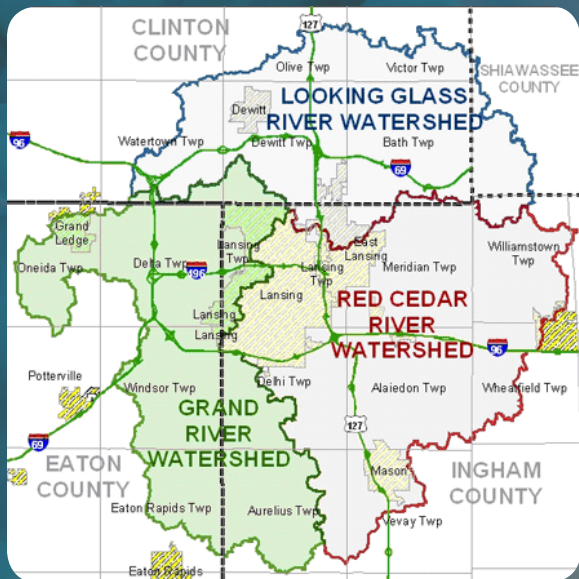 CLINTON
COUNTY
127
Olive Twp
Victor Twp
SHIAWASSEE
COUNTY
Dewitt
LOOKING GLASS
RIVER WATERSHED
96
Watertown Twp
Dewitt Twp
Bath Twp
69
Grand
Ledge
Oneida Twp
Delta Twp
496
Lansing
Twp
Lansing
Twp
East
Lansing
Meridian Twp
Williamstown
Twp
Lansing
RED CEDAR
RIVER
WATERSHED
Lansing
Lansing
96
Potterville
Windsor Twp
Delhi Twp
Alaiedon Twp
Wheatfield Twp
GRAND
RIVER
WATERSHED
127
69
EATON
COUNTY
Mason
INGHAM
COUNTY
Eaton Rapids Twp
Aurelius Twp
Vevay Twp
Eaton Rapids